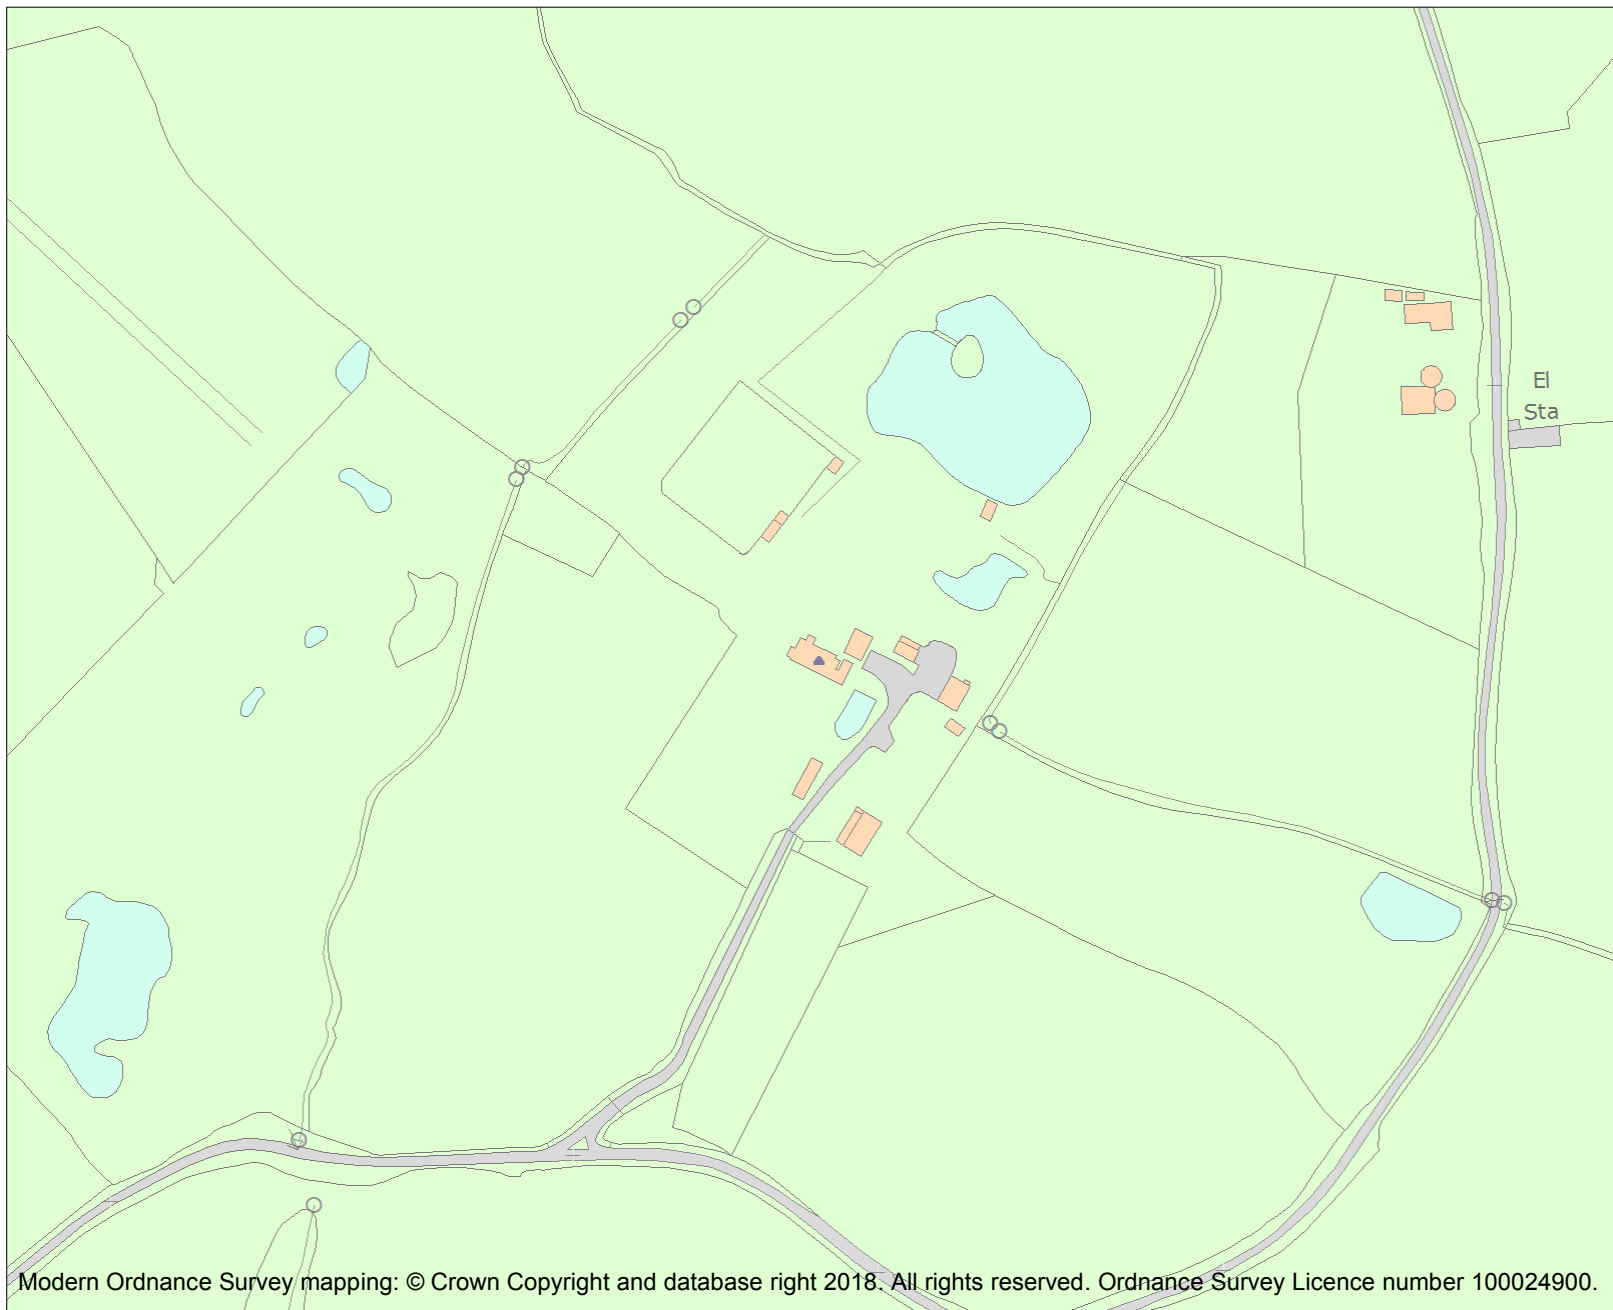 El
Sta
Modern Ordnance Survey mapping: © Crown Copyright and database right 2018. All rights reserved. Ordnance Survey Licence number 100024900.